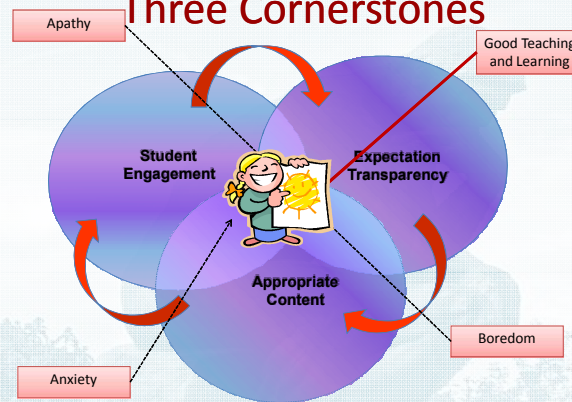 Three Cornerstones
Apathy
Good Teaching
and Learning
Student
Engagement
Expectation
Transparency
Appropriate
Content
Boredom
Anxiety